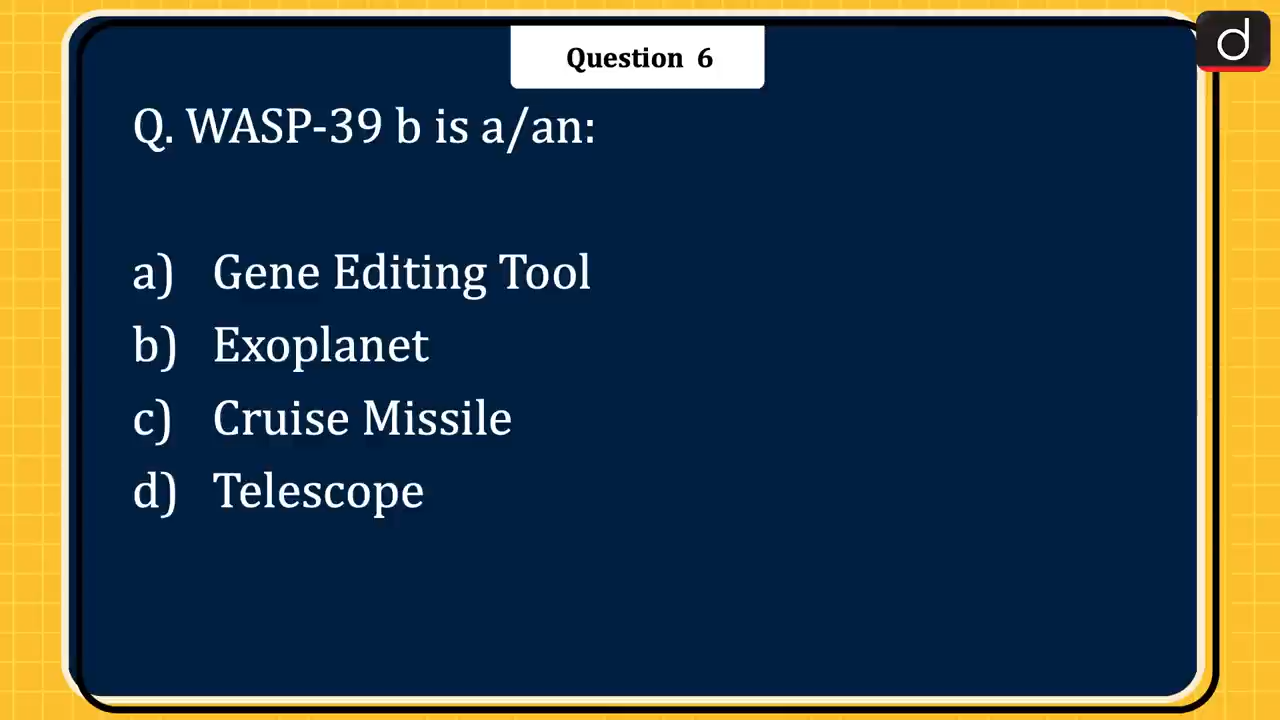 Question 6
Q. WASP-39 b is a/an:
a) Gene Editing Tool
b) Exoplanet
c) Cruise Missile
d) Telescope
d